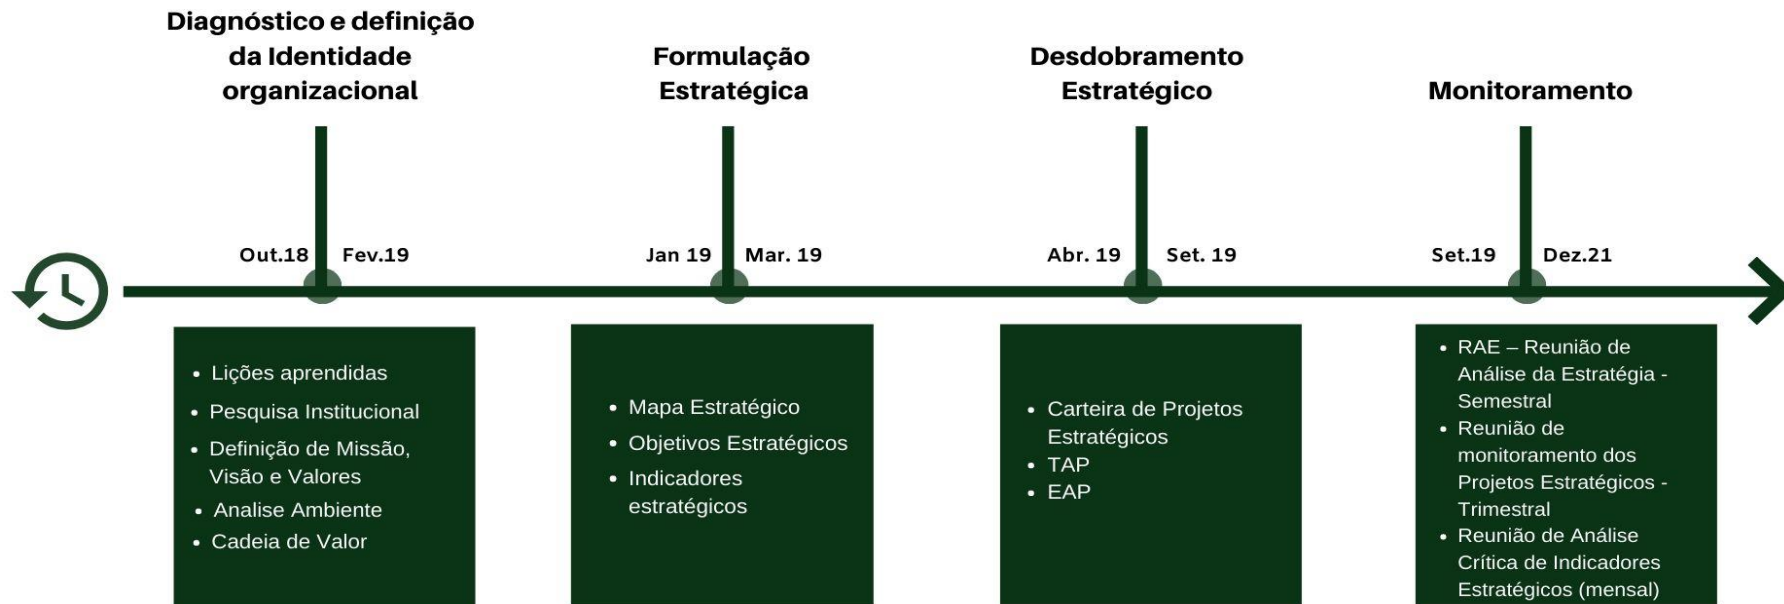 Diagnóstico e definição
da Identidade
organizacional
Out.18 Fev.19
• Lições aprendidas
• Pesquisa Institucional
• Definição de Missão,
Visão e Valores
• Analise Ambiente
• Cadeia de Valor
Formulação
Estratégica
Jan 19 Mar. 19
• Mapa Estratégico
• Objetivos Estratégicos
• Indicadores
estratégicos
Desdobramento
Estratégico
Abr. 19 Set. 19
• Carteira de Projetos
Estratégicos
• TAP
• EAP
Monitoramento
Set.19 Dez.21
• RAE – Reunião de
Análise da Estratégia -
Semestral
• Reunião de
monitoramento dos
Projetos Estratégicos -
Trimestral
• Reunião de Análise
Crítica de Indicadores
Estratégicos (mensal)